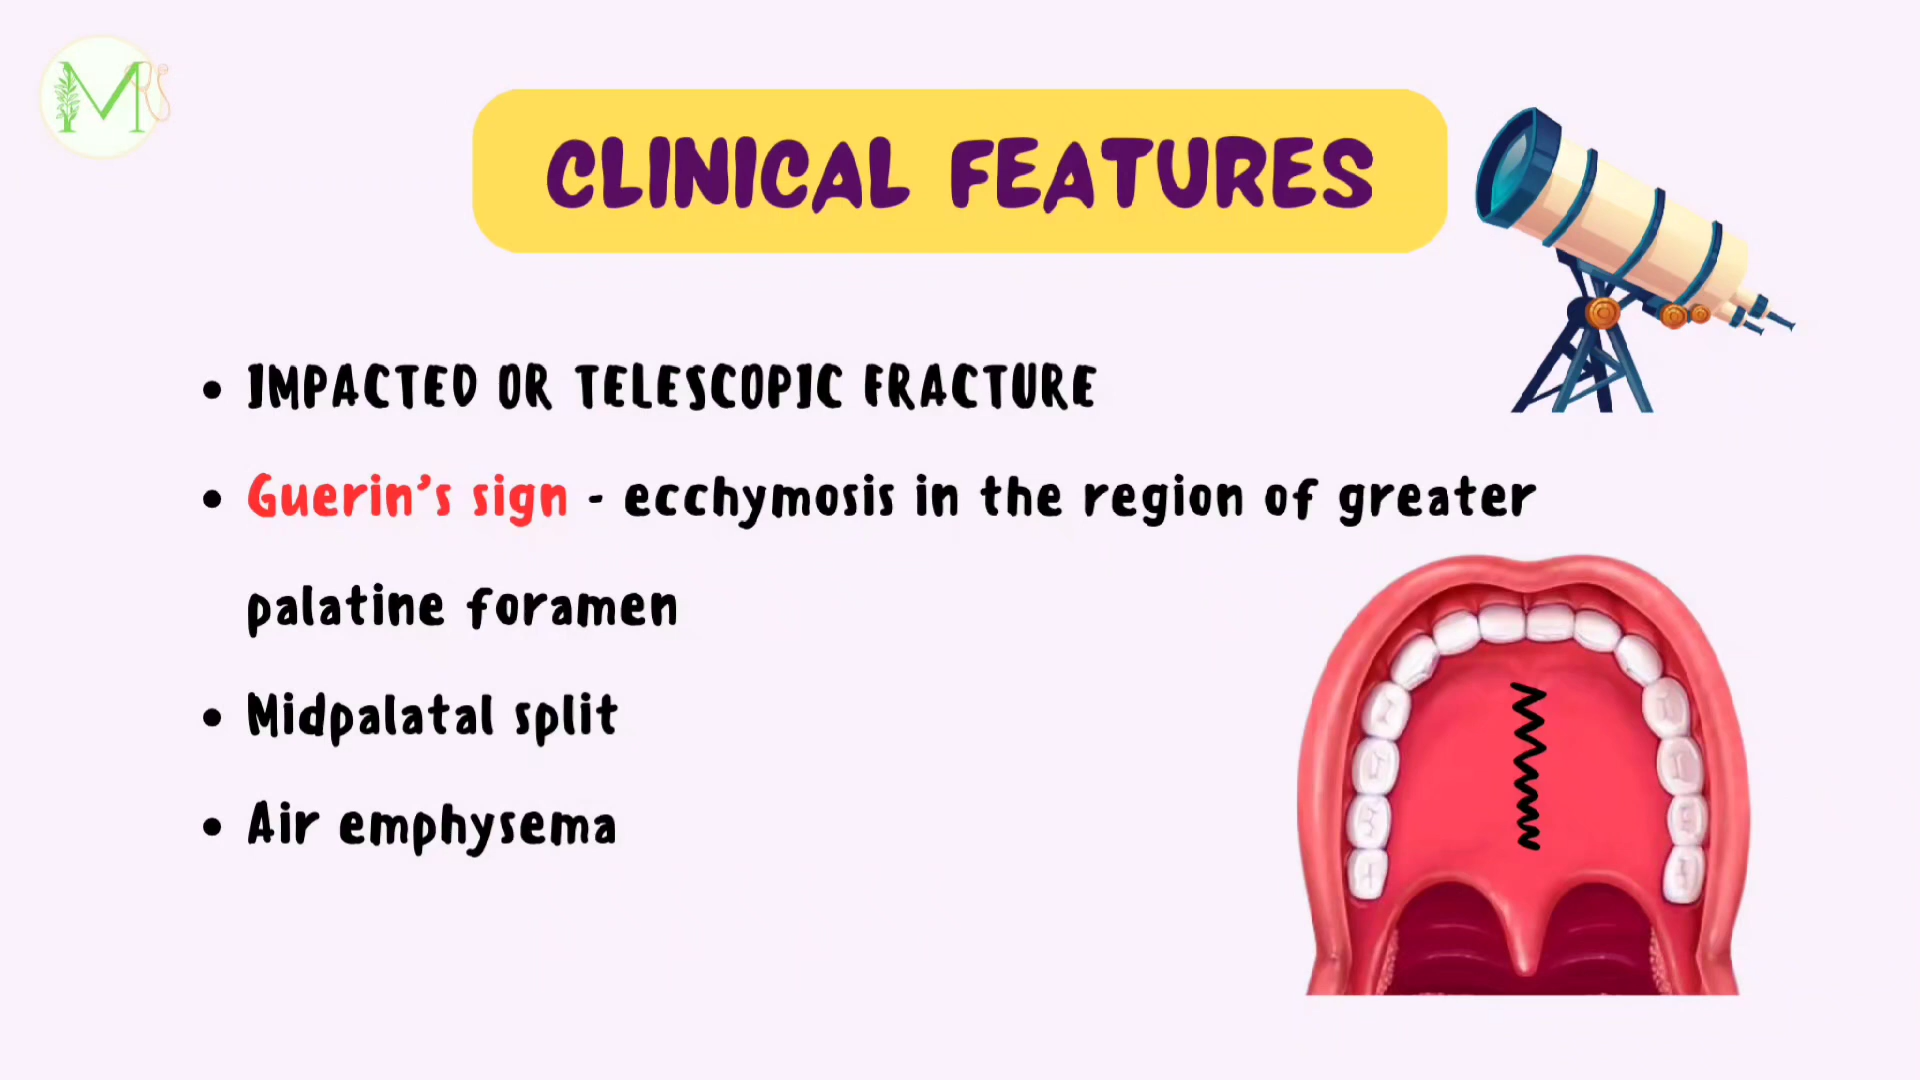 MRS
CLINICAL FEATURES
• IMPACTED OR TELESCOPIC FRACTURE
• Guerin's sign - ecchymosis in the region of greater
palatine foramen
• Midpalatal split
• Air emphysema